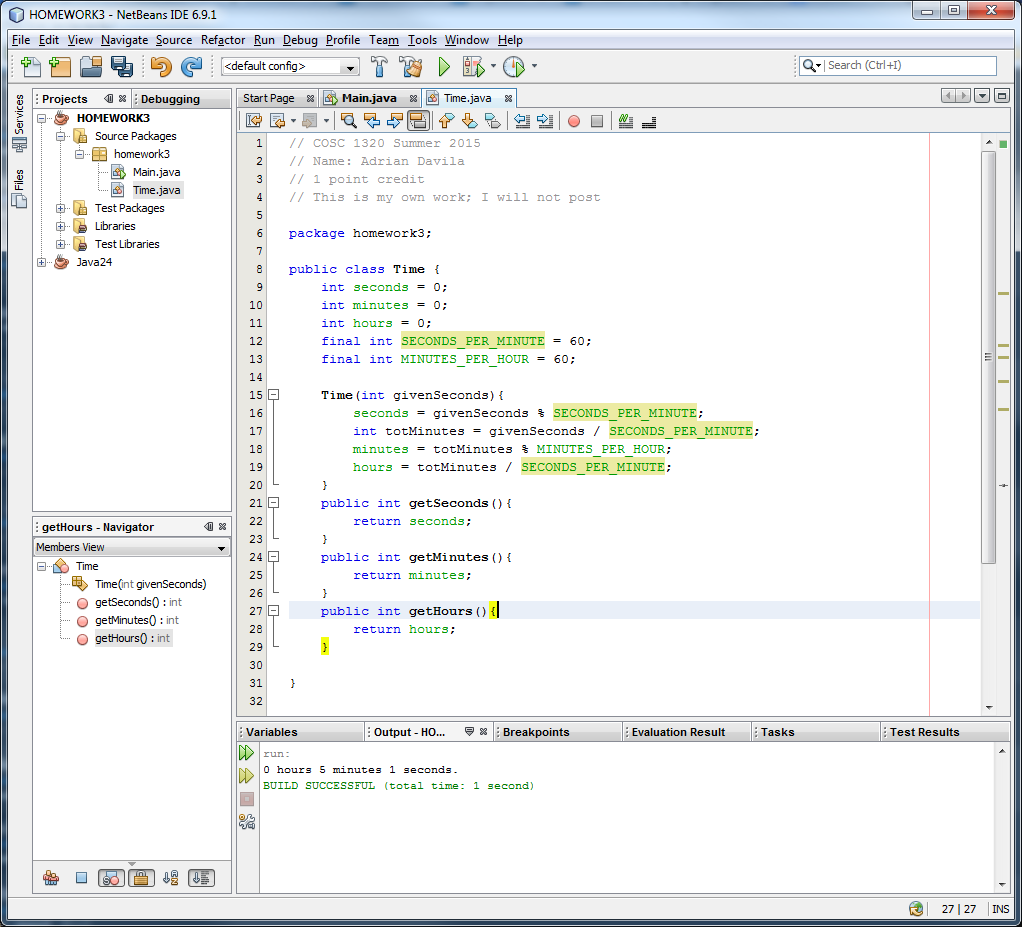 HOMEWORK3 - NetBeans IDE 6.9.1
File Edit View Navigate Source Refactor Run Debug Profile Team Tools Window Help
<default config>
Search (Ctrl+I)
Services
Files
Projects
Debugging
HOMEWORK3
Source Packages
homework3
Main.java
Time.java
Test Packages
Libraries
Test Libraries
Java24
getHours - Navigator
Members View
Time
Time(int givenSeconds)
getSeconds() : int
getMinutes() : int
getHours() : int
Start Page Main.java Time.java
1 // COSC 1320 Summer 2015
2 // Name: Adrian Davila
3 // 1 point credit
4 // This is my own work; I will not post
5
6 package homework3;
7
8 public class Time {
9 int seconds = 0;
10 int minutes = 0;
11 int hours = 0;
12 final int SECONDS_PER_MINUTE = 60;
13 final int MINUTES_PER_HOUR = 60;
14
15 Time(int givenSeconds){
16 seconds = givenSeconds % SECONDS_PER_MINUTE;
17 int totMinutes = givenSeconds / SECONDS_PER_MINUTE;
18 minutes = totMinutes % MINUTES_PER_HOUR;
19 hours = totMinutes / SECONDS_PER_MINUTE;
20 }
21 public int getSeconds(){
22 return seconds;
23 }
24 public int getMinutes(){
25 return minutes;
26 }
27 public int getHours(){
28 return hours;
29 }
30
31 }
32
Variables Output - HO... Breakpoints Evaluation Result Tasks Test Results
run:
0 hours 5 minutes 1 seconds.
BUILD SUCCESSFUL (total time: 1 second)
27 | 27 INS